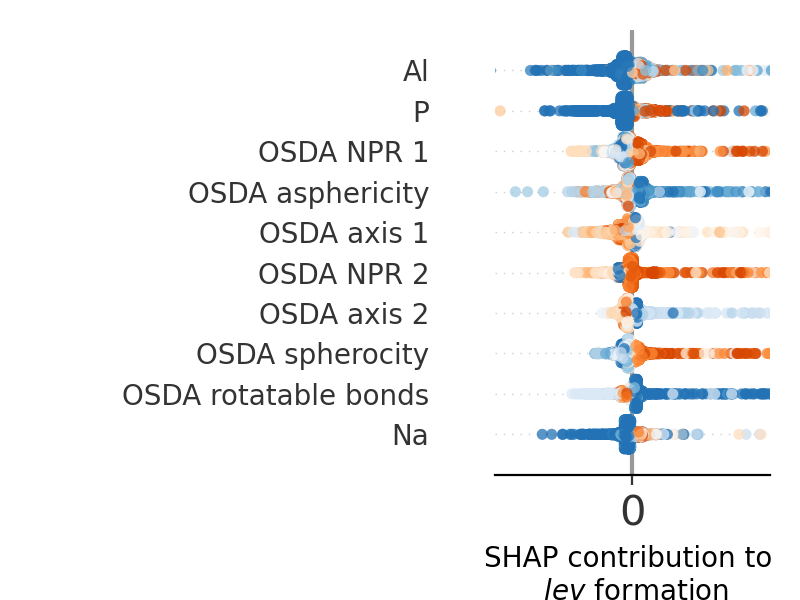 Al
P
OSDA NPR 1
OSDA asphericity
OSDA axis 1
OSDA NPR 2
OSDA axis 2
OSDA spherocity
OSDA rotatable bonds
Na
0
SHAP contribution to
lev formation